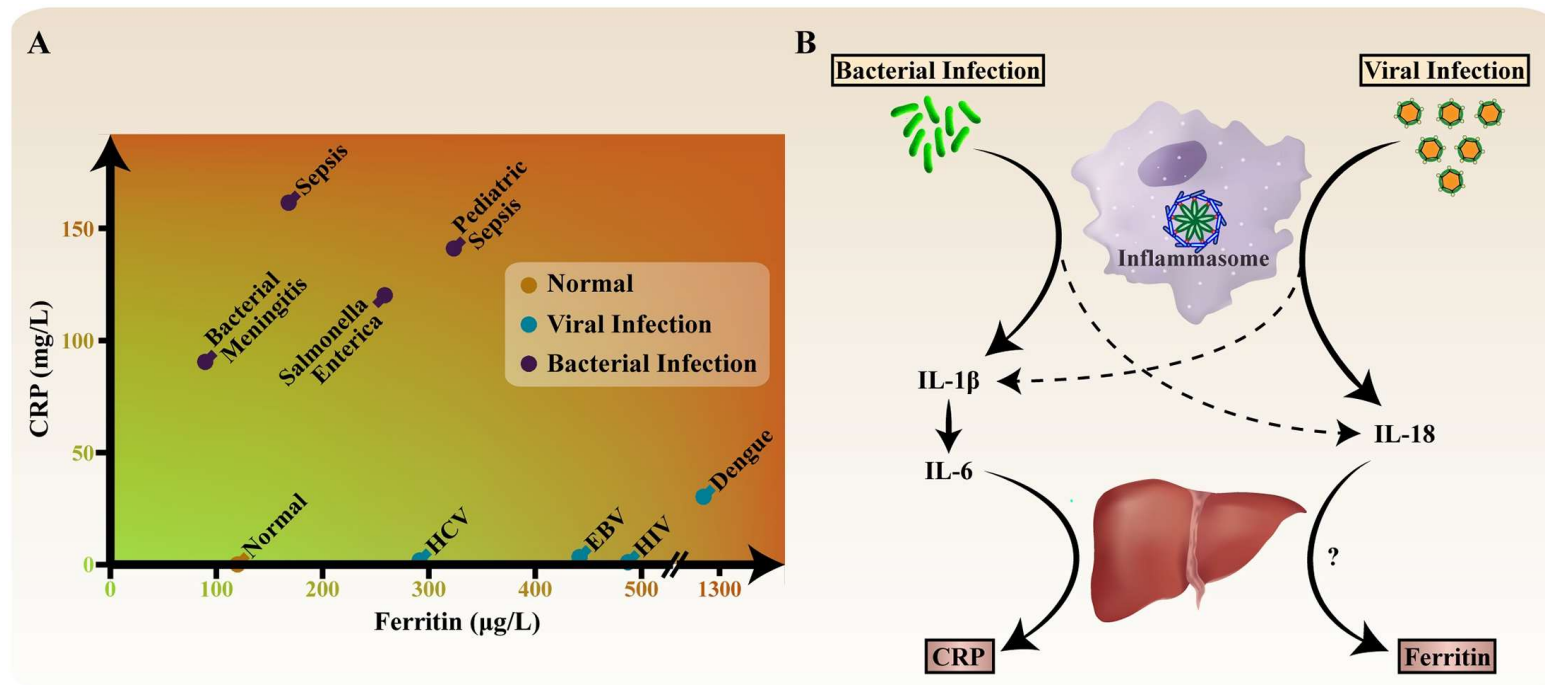 A
CRP (mg/L)
150
100
50
0
Sepsis
Pediatric
Sepsis
Bacterial
Meningitis
Salmonella
Enterica
Normal
HCV
EBV
HIV
Dengue
Normal
Viral Infection
Bacterial Infection
0
100
200
300
400
500
1300
Ferritin (µg/L)
B
Bacterial Infection
Viral Infection
Inflammasome
IL-1β
IL-18
IL-6
?
CRP
Ferritin